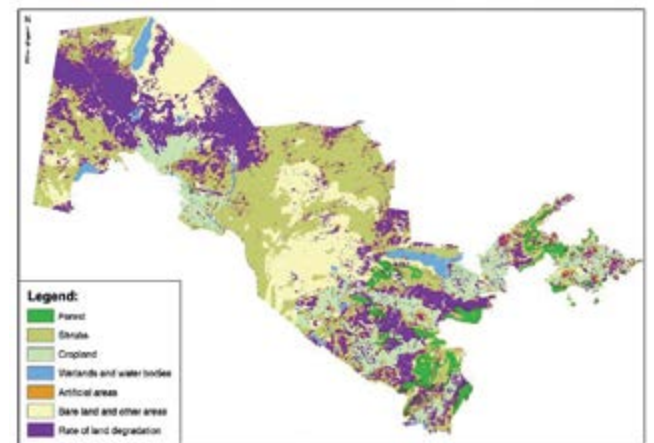 Legend:
Forest
Shrubs
Cropland
Wetlands and water bodies
Artificial areas
Bare land and other areas
Rate of land degradation